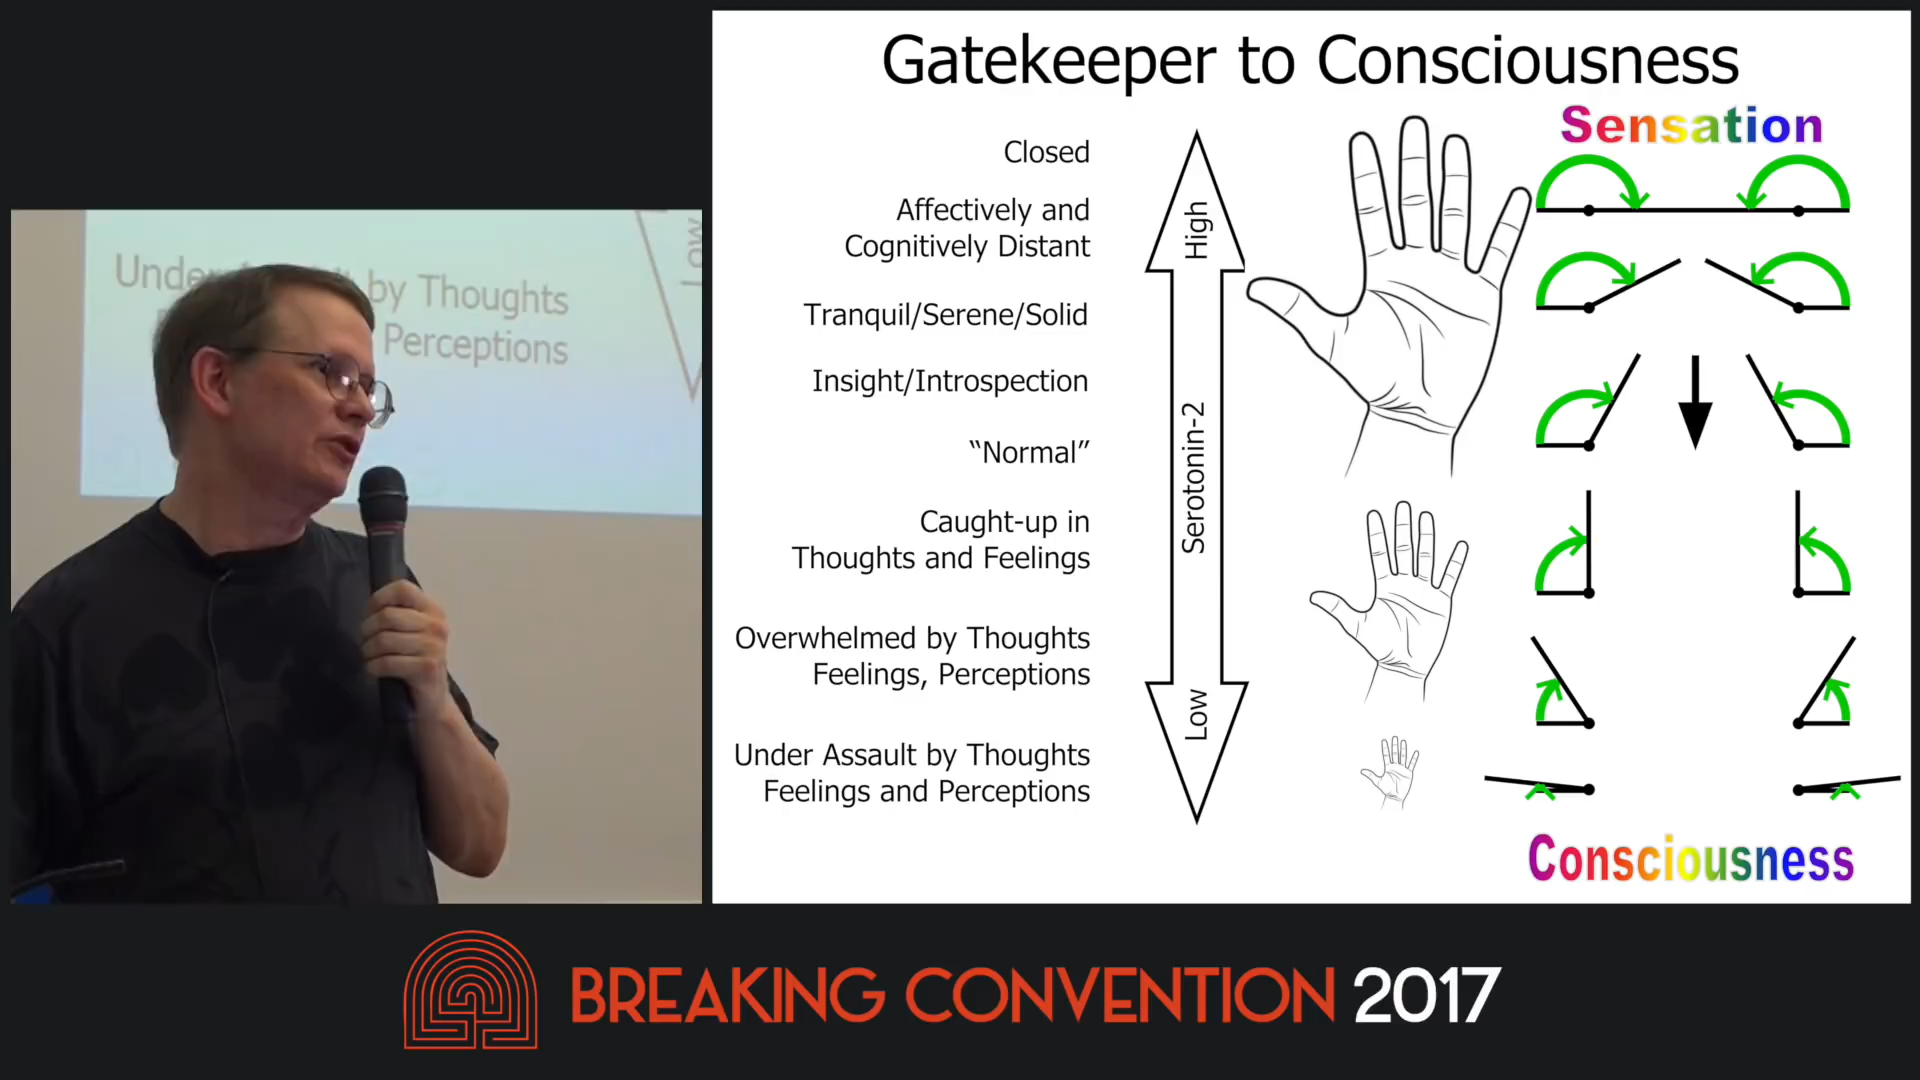 Gatekeeper to Consciousness
Sensation
Closed
Affectively and
Cognitively Distant
Tranquil/Serene/Solid
Insight/Introspection
“Normal”
Caught-up in
Thoughts and Feelings
Overwhelmed by Thoughts
Feelings, Perceptions
Under Assault by Thoughts
Feelings and Perceptions
High
Serotonin-2
Low
Consciousness
by Thoughts
Perceptions
Low
BREAKING CONVENTION 2017